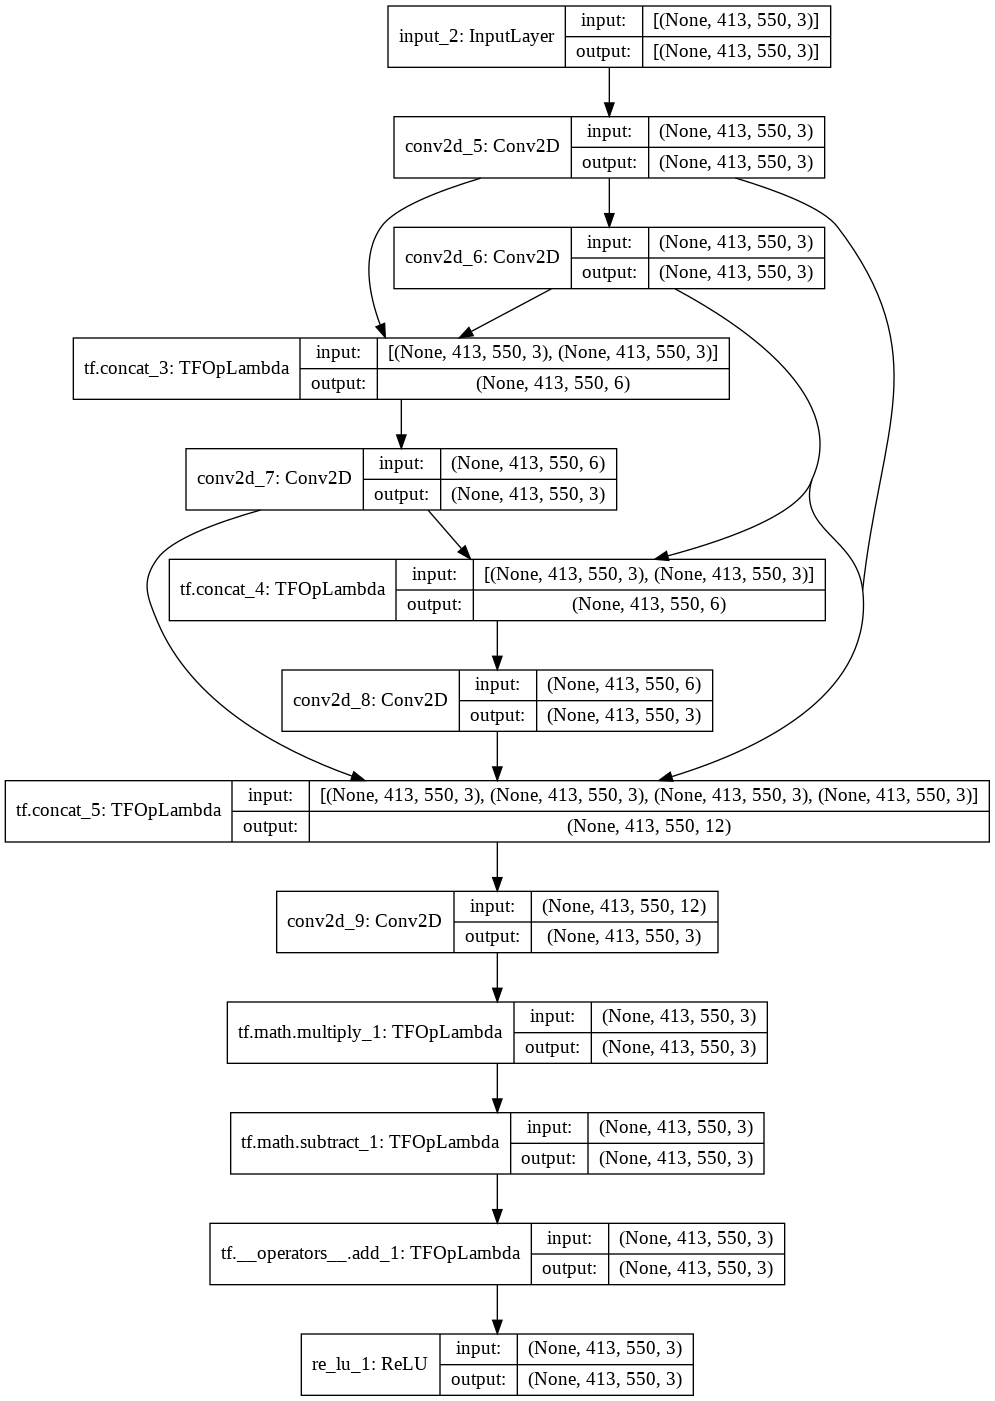 input_2: InputLayer
input: [(None, 413, 550, 3)]
output: [(None, 413, 550, 3)]
conv2d_5: Conv2D
input: (None, 413, 550, 3)
output: (None, 413, 550, 3)
conv2d_6: Conv2D
input: (None, 413, 550, 3)
output: (None, 413, 550, 3)
tf.concat_3: TFOpLambda
input: [(None, 413, 550, 3), (None, 413, 550, 3)]
output: (None, 413, 550, 6)
conv2d_7: Conv2D
input: (None, 413, 550, 6)
output: (None, 413, 550, 3)
tf.concat_4: TFOpLambda
input: [(None, 413, 550, 3), (None, 413, 550, 3)]
output: (None, 413, 550, 6)
conv2d_8: Conv2D
input: (None, 413, 550, 6)
output: (None, 413, 550, 3)
tf.concat_5: TFOpLambda
input: [(None, 413, 550, 3), (None, 413, 550, 3), (None, 413, 550, 3), (None, 413, 550, 3)]
output: (None, 413, 550, 12)
conv2d_9: Conv2D
input: (None, 413, 550, 12)
output: (None, 413, 550, 3)
tf.math.multiply_1: TFOpLambda
input: (None, 413, 550, 3)
output: (None, 413, 550, 3)
tf.math.subtract_1: TFOpLambda
input: (None, 413, 550, 3)
output: (None, 413, 550, 3)
tf.__operators__.add_1: TFOpLambda
input: (None, 413, 550, 3)
output: (None, 413, 550, 3)
re_lu_1: ReLU
input: (None, 413, 550, 3)
output: (None, 413, 550, 3)